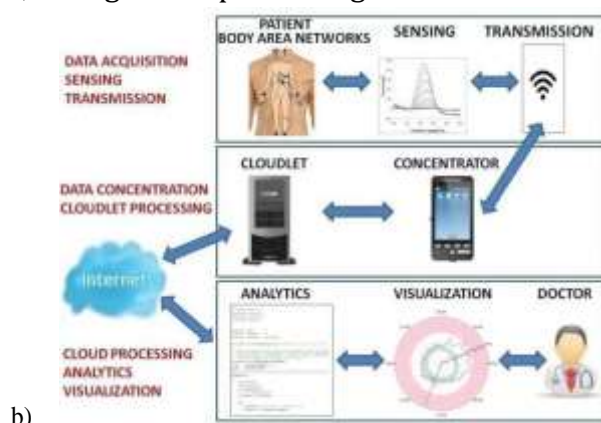 PATIENT
BODY AREA NETWORKS
SENSING
TRANSMISSION
DATA ACQUISITION
SENSING
TRANSMISSION
CLOUDLET
CONCENTRATOR
DATA CONCENTRATION
CLOUDLET PROCESSING
Internet
ANALYTICS
VISUALIZATION
DOCTOR
CLOUD PROCESSING
ANALYTICS
VISUALIZATION
b)